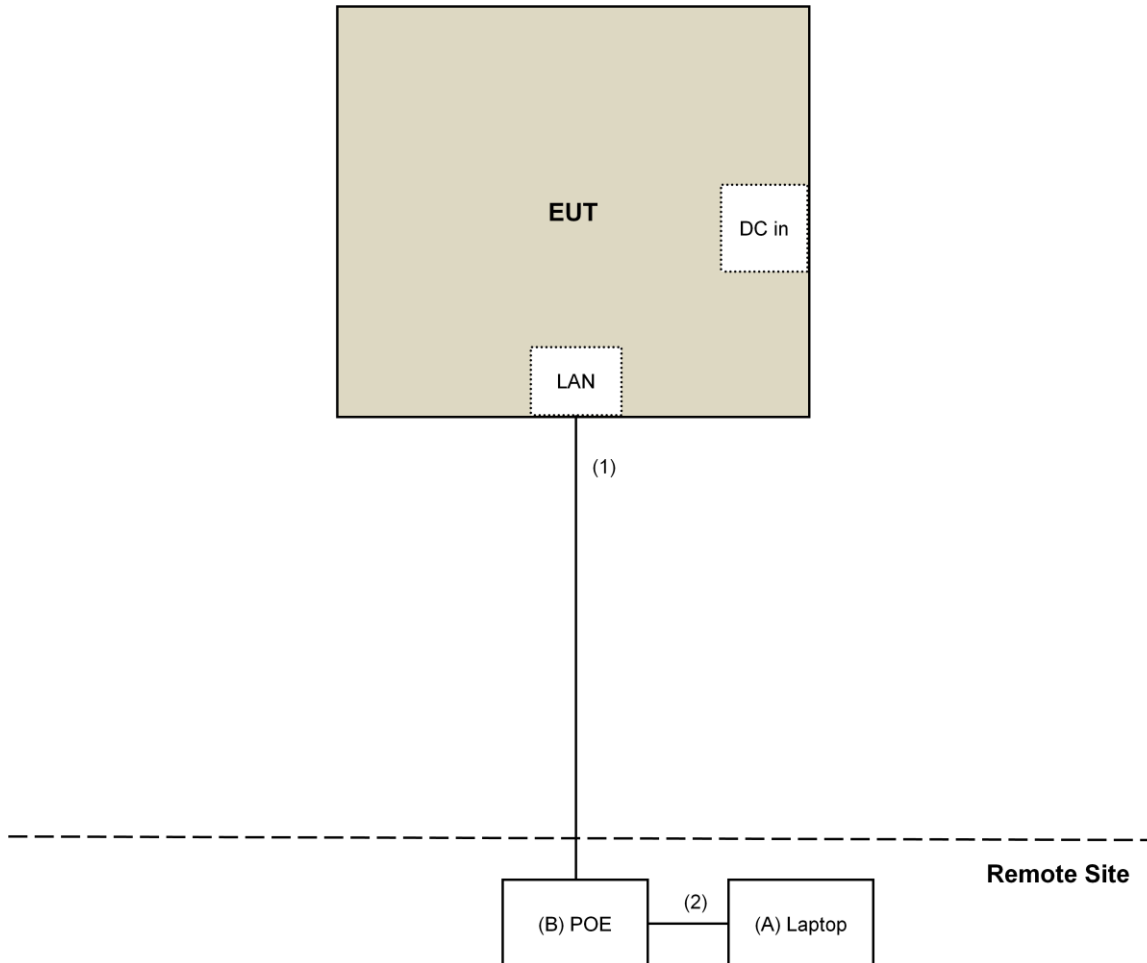 EUT
DC in
LAN
(1)
Remote Site
(2)
(B) POE
(A) Laptop